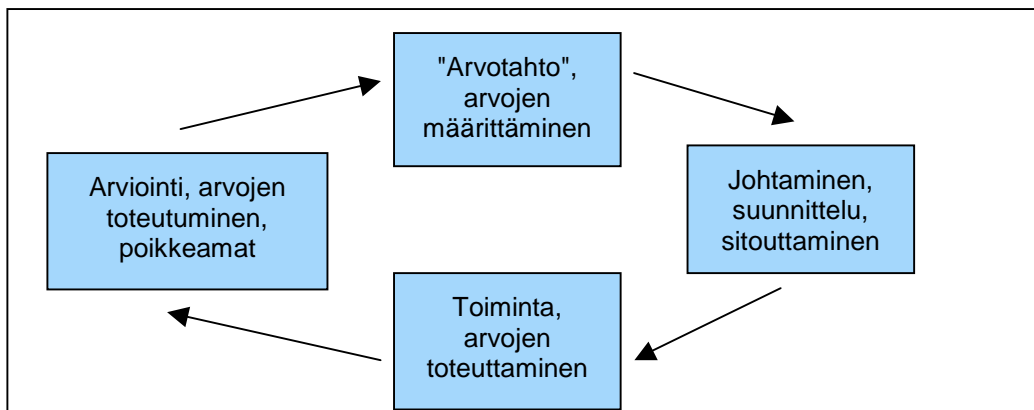 "Arvotahto",
arvojen
määrittäminen
Johtaminen,
suunnittelu,
sitouttaminen
Toiminta,
arvojen
toteuttaminen
Arviointi, arvojen
toteutuminen,
poikkeamat